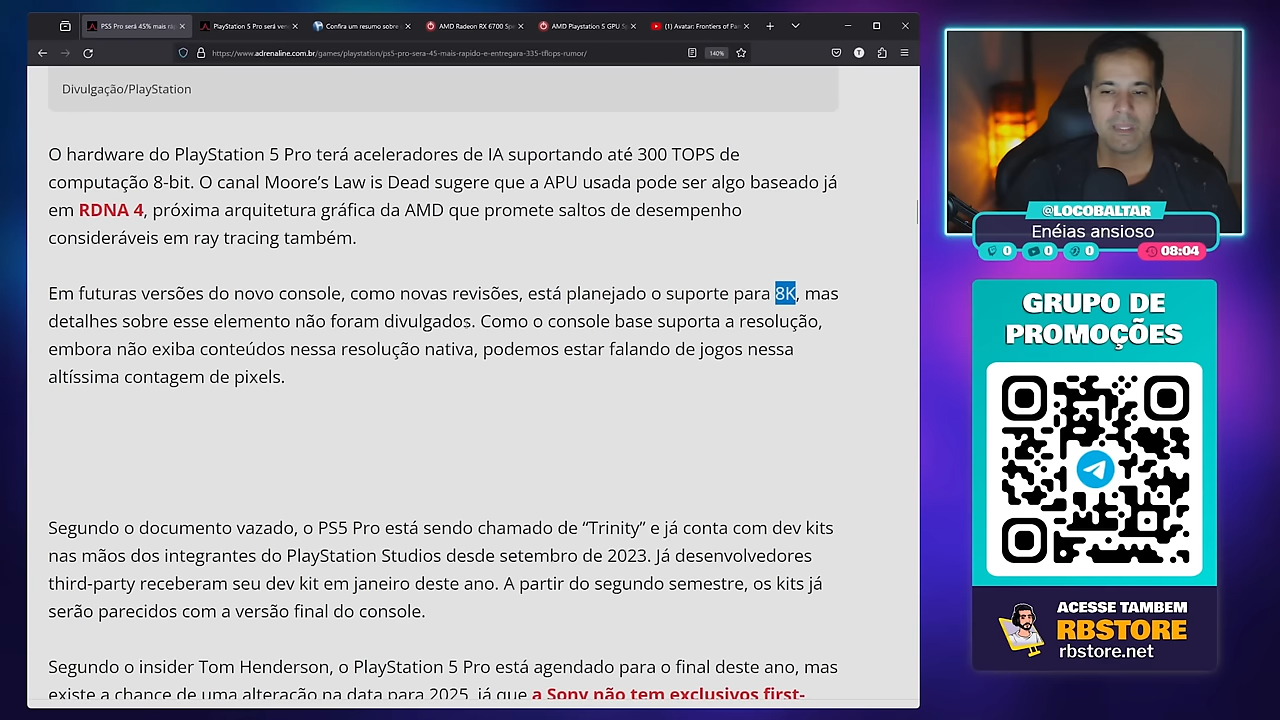 PS5 Pro será 45% mais rá
PlayStation 5 Pro será ven
Confira um resumo sobre
AMD Radeon RX 6700 Spe
AMD Playstation 5 GPU S
(1) Avatar: Frontiers of Pa
https://www.adrenaline.com.br/games/playstation/ps5-pro-sera-45-mais-rapido-e-entregara-335-tflops-rumor/
140%
T
Divulgação/PlayStation
O hardware do PlayStation 5 Pro terá aceleradores de IA suportando até 300 TOPS de
computação 8-bit. O canal Moore’s Law is Dead sugere que a APU usada pode ser algo baseado já
em RDNA 4, próxima arquitetura gráfica da AMD que promete saltos de desempenho
consideráveis em ray tracing também.
Em futuras versões do novo console, como novas revisões, está planejado o suporte para 8K, mas
detalhes sobre esse elemento não foram divulgados. Como o console base suporta a resolução,
embora não exiba conteúdos nessa resolução nativa, podemos estar falando de jogos nessa
altíssima contagem de pixels.
Segundo o documento vazado, o PS5 Pro está sendo chamado de “Trinity” e já conta com dev kits
nas mãos dos integrantes do PlayStation Studios desde setembro de 2023. Já desenvolvedores
third-party receberam seu dev kit em janeiro deste ano. A partir do segundo semestre, os kits já
serão parecidos com a versão final do console.
Segundo o insider Tom Henderson, o PlayStation 5 Pro está agendado para o final deste ano, mas
existe a chance de uma alteração na data para 2025, já que a Sony não tem exclusivos first-
@LOCOBALTAR
Enéias ansioso
0 0 0 08:04
GRUPO DE
PROMOÇÕES
ACESSE TAMBEM
RBSTORE
rbstore.net